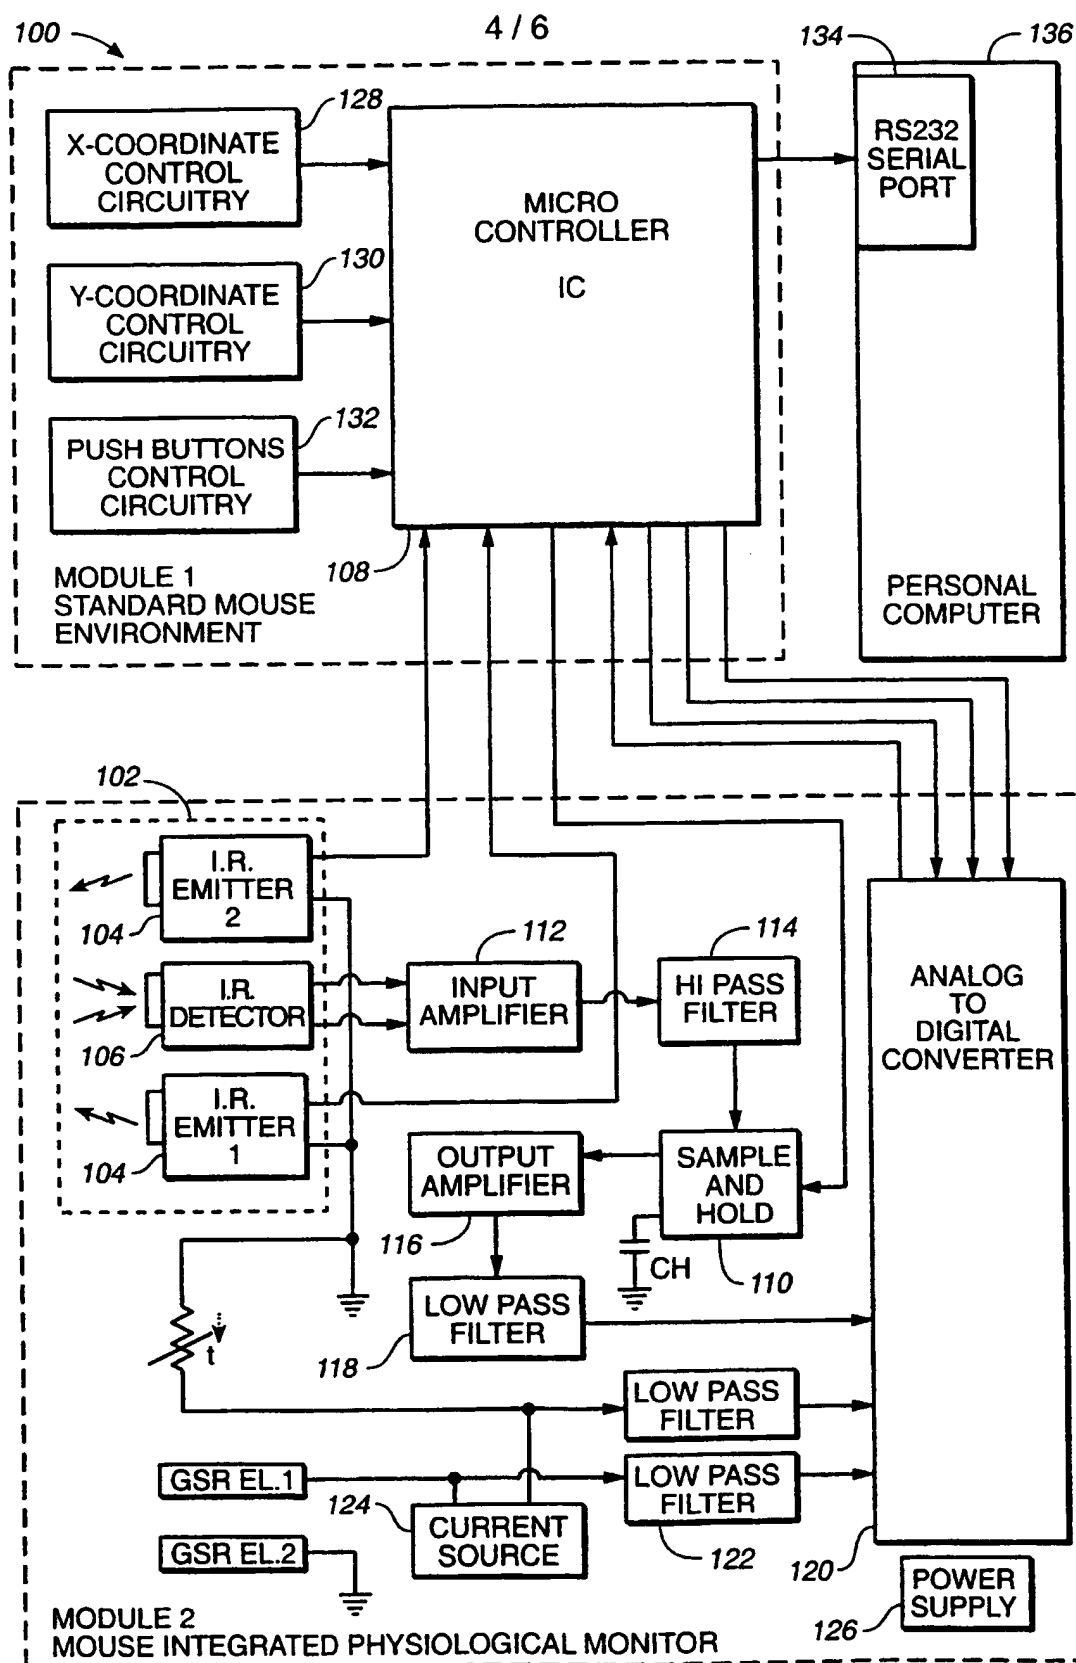 4 / 6
100
134
136
128
X-COORDINATE
CONTROL
CIRCUITRY
MICRO
CONTROLLER
IC
RS232
SERIAL
PORT
130
Y-COORDINATE
CONTROL
CIRCUITRY
132
PUSH BUTTONS
CONTROL
CIRCUITRY
108
MODULE 1
STANDARD MOUSE
ENVIRONMENT
PERSONAL
COMPUTER
102
I.R.
EMITTER
2
104
112
114
I.R.
DETECTOR
106
INPUT
AMPLIFIER
HI PASS
FILTER
ANALOG
TO
DIGITAL
CONVERTER
I.R.
EMITTER
1
104
OUTPUT
AMPLIFIER
116
SAMPLE
AND
HOLD
110
CH
LOW PASS
FILTER
118
t
LOW PASS
FILTER
GSR EL.1
LOW PASS
FILTER
122
124
CURRENT
SOURCE
GSR EL.2
120
POWER
SUPPLY
126
MODULE 2
MOUSE INTEGRATED PHYSIOLOGICAL MONITOR